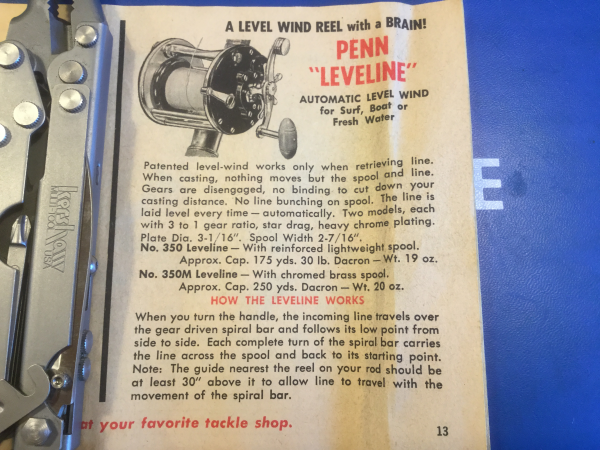 A LEVEL WIND REEL with a BRAIN!
PENN
"LEVELINE"
AUTOMATIC LEVEL WIND
for Surf, Boat or
Fresh Water
Patented level-wind works only when retrieving line.
When casting, nothing moves but the spool and line.
Gears are disengaged, no binding to cut down your
casting distance. No line bunching on spool. The line is
laid level every time — automatically. Two models, each
with 3 to 1 gear ratio, star drag, heavy chrome plating.
Plate Dia. 3-1/16". Spool Width 2-7/16".
No. 350 Leveline — With reinforced lightweight spool.
Approx. Cap. 175 yds. 30 lb. Dacron — Wt. 19 oz.
No. 350M Leveline — With chromed brass spool.
Approx. Cap. 250 yds. Dacron — Wt. 20 oz.
HOW THE LEVELINE WORKS
When you turn the handle, the incoming line travels over
the gear driven spiral bar and follows its low point from
side to side. Each complete turn of the spiral bar carries
the line across the spool and back to its starting point.
Note: The guide nearest the reel on your rod should be
at least 30" above it to allow line to travel with the
movement of the spiral bar.
at your favorite tackle shop.
13
kershaw
E